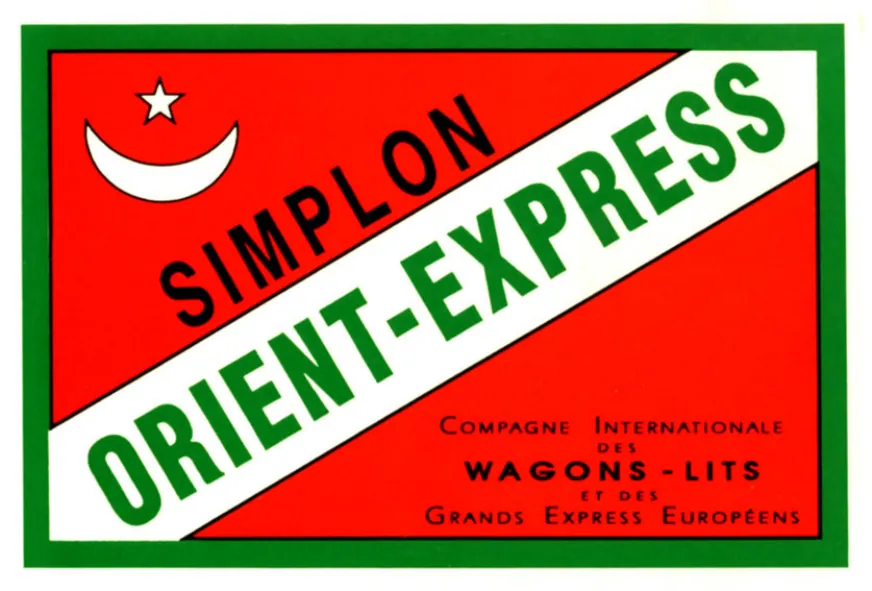 SIMPLON
ORIENT-EXPRESS
COMPAGNE INTERNATIONALE
DES
WAGONS - LITS
ET DES
GRANDS EXPRESS EUROPÉENS